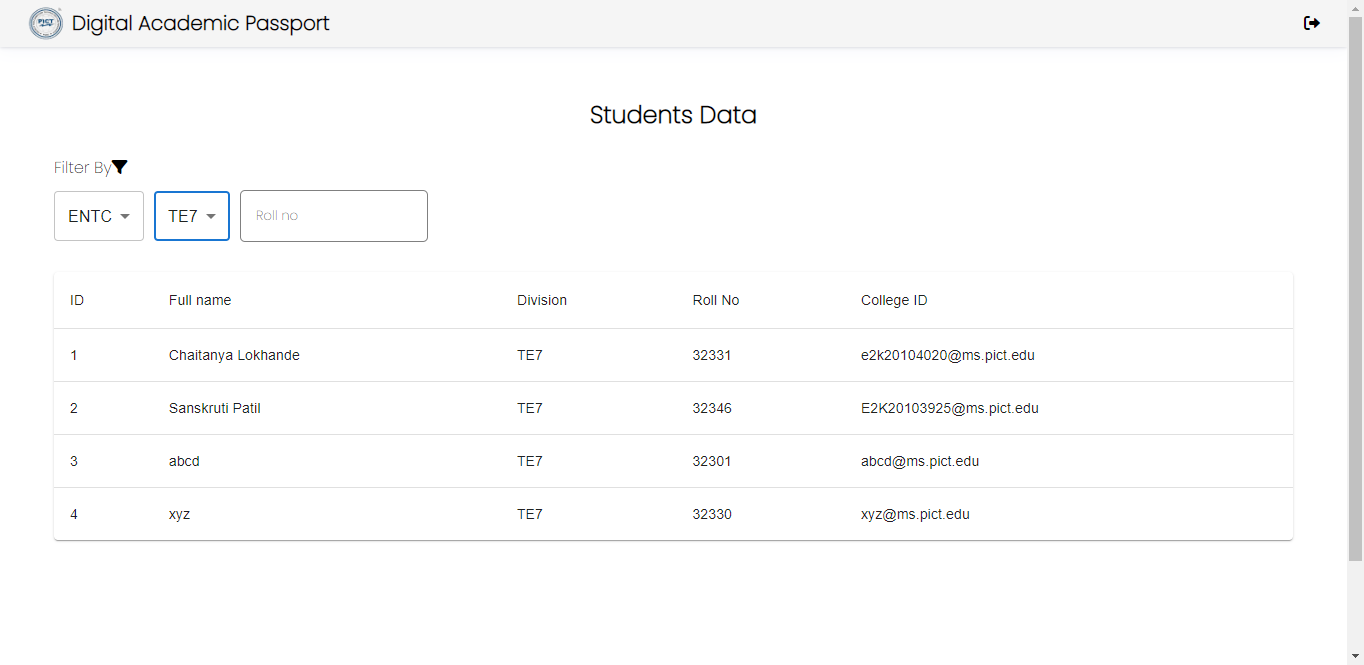 PICT
Digital Academic Passport
Students Data
Filter By
ENTC TE7 Roll no
ID Full name Division Roll No College ID
1 Chaitanya Lokhande TE7 32331 e2k20104020@ms.pict.edu
2 Sanskruti Patil TE7 32346 E2K20103925@ms.pict.edu
3 abcd TE7 32301 abcd@ms.pict.edu
4 xyz TE7 32330 xyz@ms.pict.edu